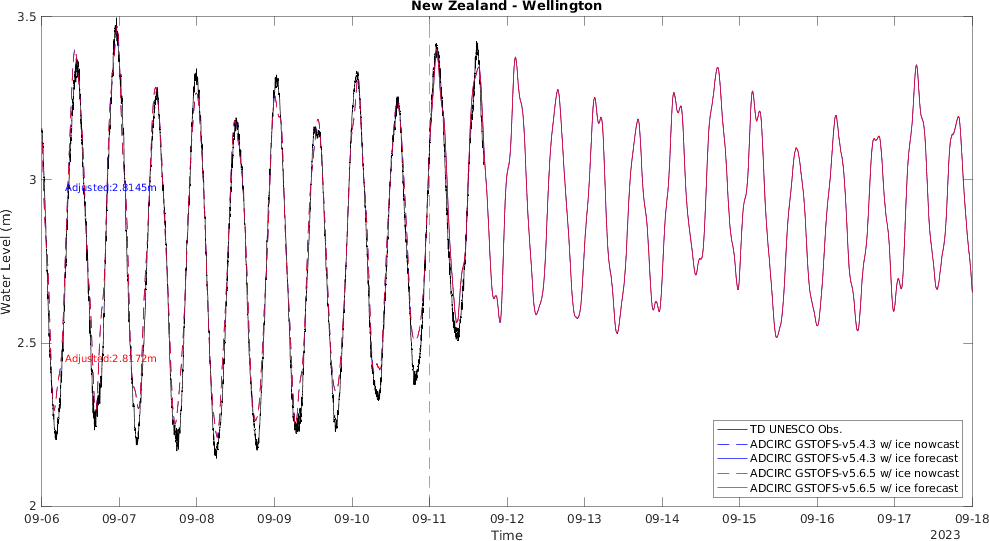 New Zealand - Wellington
3.5
3
2.5
2
Water Level (m)
Adjusted:2.8145m
Adjusted:2.8172m
TD UNESCO Obs.
ADCIRC GSTOFS-v5.4.3 w/ ice nowcast
ADCIRC GSTOFS-v5.4.3 w/ ice forecast
ADCIRC GSTOFS-v5.6.5 w/ ice nowcast
ADCIRC GSTOFS-v5.6.5 w/ ice forecast
09-06 09-07 09-08 09-09 09-10 09-11 09-12 09-13 09-14 09-15 09-16 09-17 09-18
Time
2023